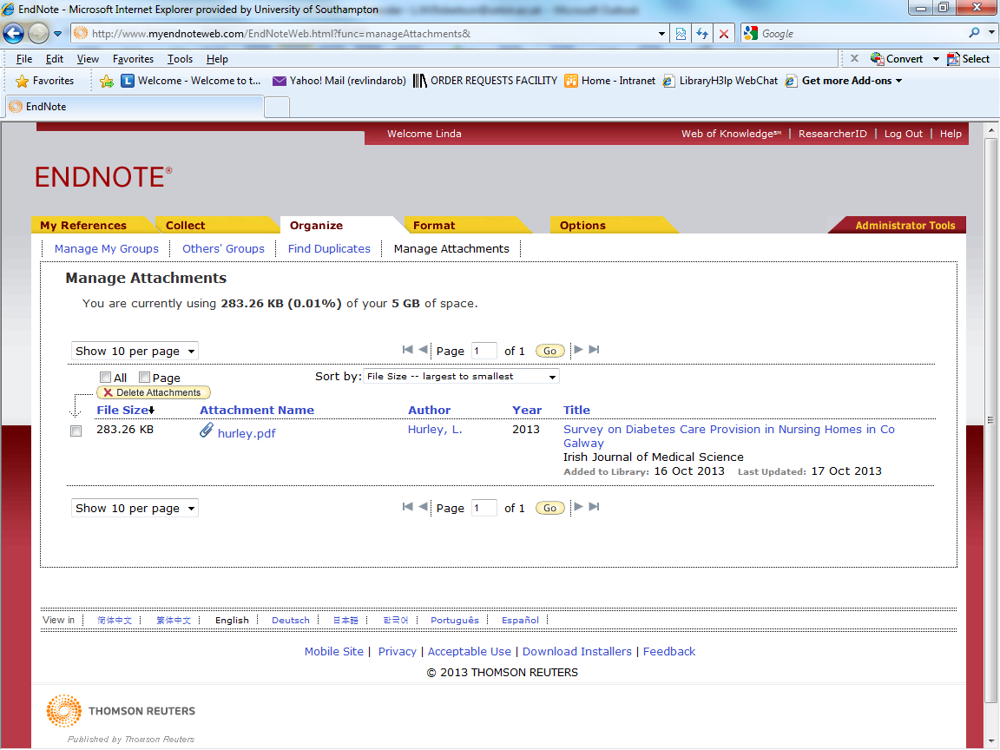 EndNote - Microsoft Internet Explorer provided by University of Southampton
http://www.myendnoteweb.com/EndNoteWeb.html?func=manageAttachments&
Google
File Edit View Favorites Tools Help
Convert Select
Favorites Welcome - Welcome to t... Yahoo! Mail (revlindarob) ORDER REQUESTS FACILITY Home - Intranet LibraryH3lp WebChat Get more Add-ons
EndNote
Welcome Linda Web of Knowledge℠ | ResearcherID | Log Out | Help
ENDNOTE®
My References Collect Organize Format Options Administrator Tools
Manage My Groups Others' Groups Find Duplicates Manage Attachments
Manage Attachments
You are currently using 283.26 KB (0.01%) of your 5 GB of space.
Show 10 per page Page 1 of 1 Go
All Page Sort by: File Size -- largest to smallest
Delete Attachments
File Size Attachment Name Author Year Title
283.26 KB hurley.pdf Hurley, L. 2013 Survey on Diabetes Care Provision in Nursing Homes in Co
Galway
Irish Journal of Medical Science
Added to Library: 16 Oct 2013 Last Updated: 17 Oct 2013
Show 10 per page Page 1 of 1 Go
View in 简体中文 繁体中文 English Deutsch 日本語 한국어 Português Español
Mobile Site | Privacy | Acceptable Use | Download Installers | Feedback
© 2013 THOMSON REUTERS
THOMSON REUTERS
Published by Thomson Reuters